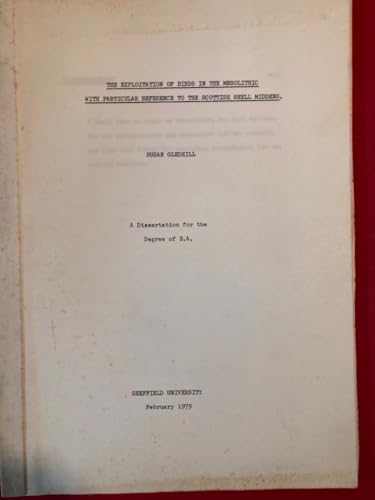 THE EXPLOITATION OF BIRDS IN THE MESOLITHIC
WITH PARTICULAR REFERENCE TO THE SCOTTISH SHELL MIDDENS.
SUSAN GLEDHILL
A Dissertation for the
Degree of B.A.
SHEFFIELD UNIVERSITY
February 1979